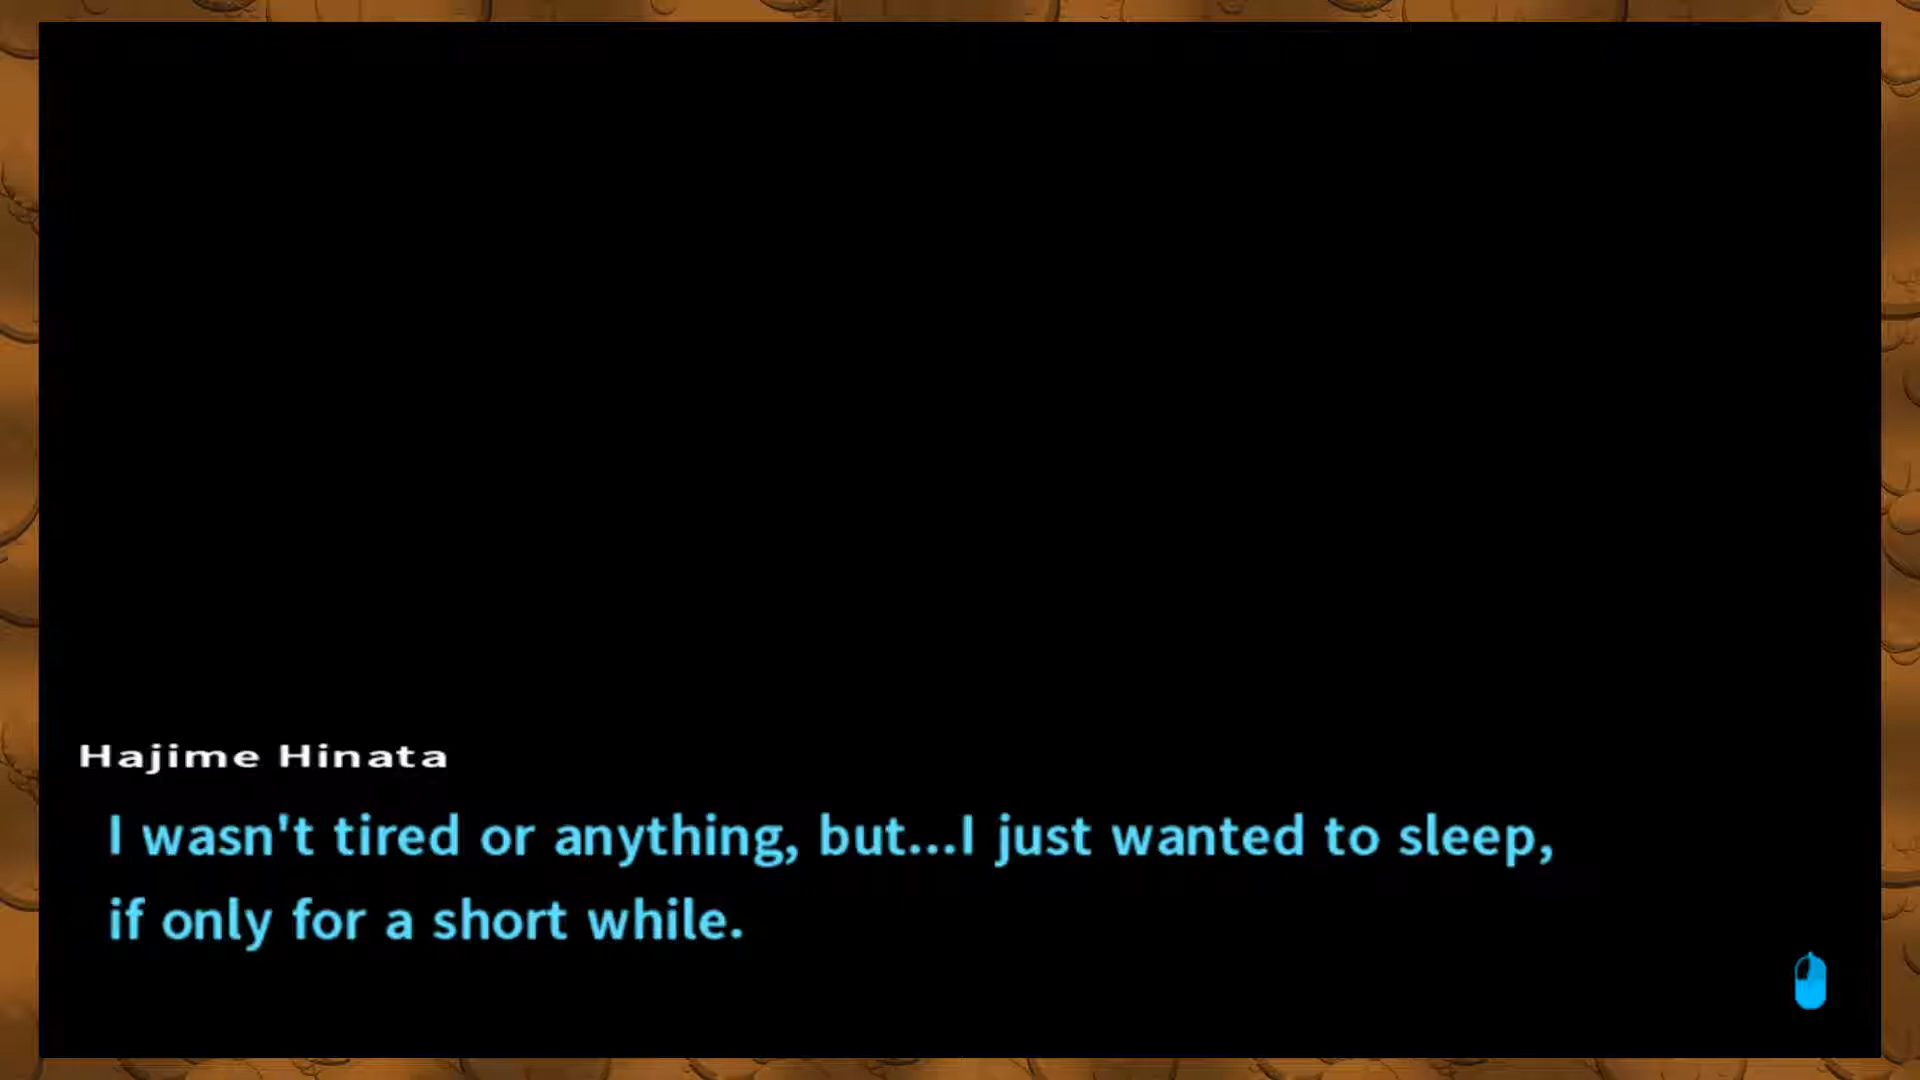 Hajime Hinata
I wasn't tired or anything, but...I just wanted to sleep,
if only for a short while.